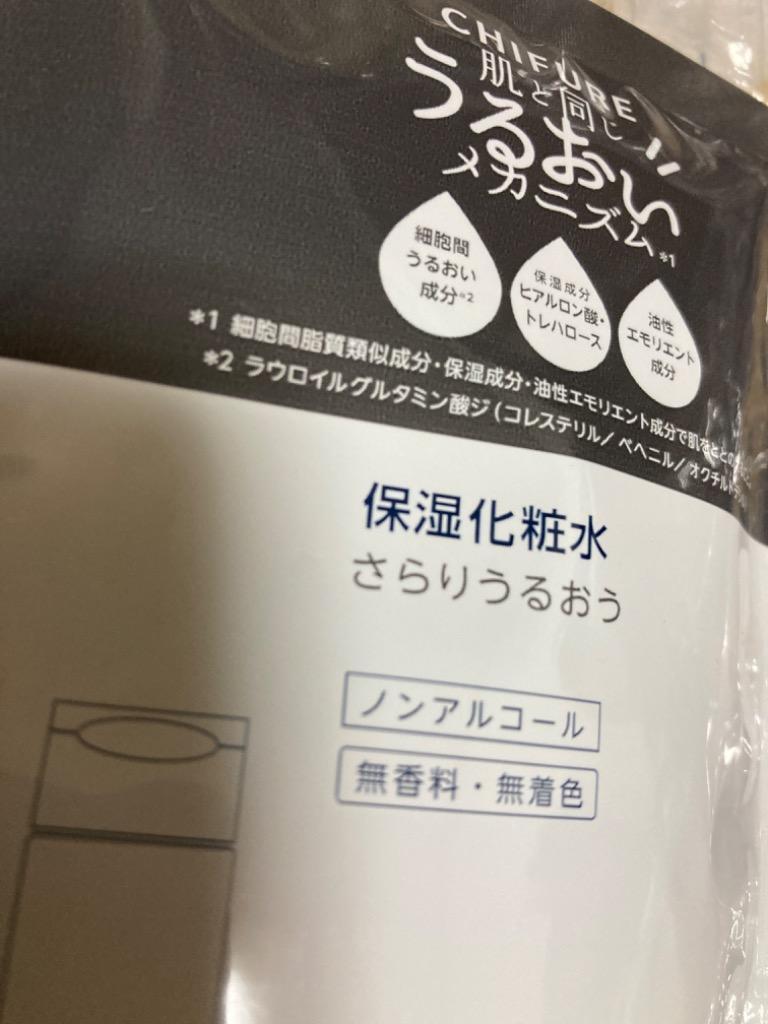 CHIFURE
肌と同じ
うるおい
メカニズム*1
細胞間
うるおい
成分*2
保湿成分
ヒアルロン酸・
トレハロース
油性
エモリエント
成分
*1 細胞間脂質類似成分・保湿成分・油性エモリエント成分で肌をととの
*2 ラウロイルグルタミン酸ジ(コレステリル/ベヘニル/オクチルド
保湿化粧水
さらりうるおう
ノンアルコール
無香料・無着色